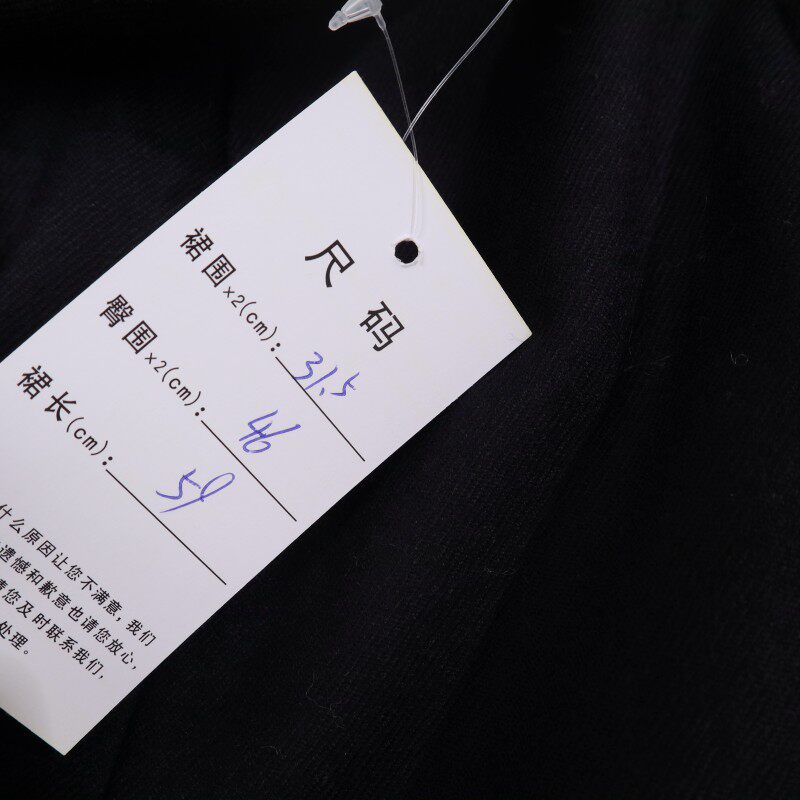 尺码
裙围x2(cm): 31.5
臀围x2(cm): 46
裙长(cm): 59
什么原因让您不满意,我们
遗憾和歉意也请您放心,
您及时联系我们,
处理。